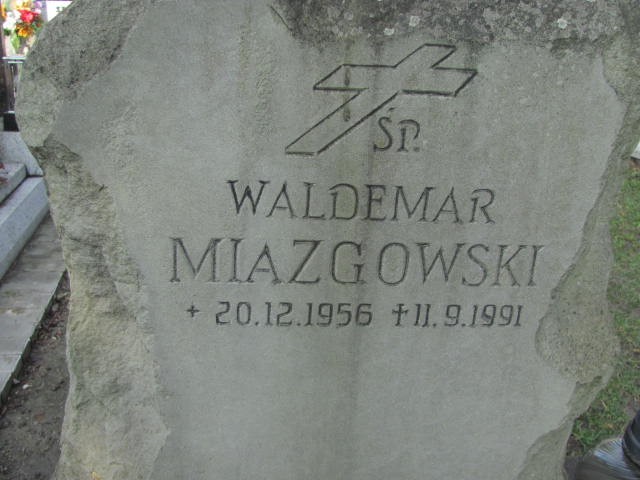 ŚP.
WALDEMAR
MIAZGOWSKI
+ 20.12.1956 ✝ 11.9.1991